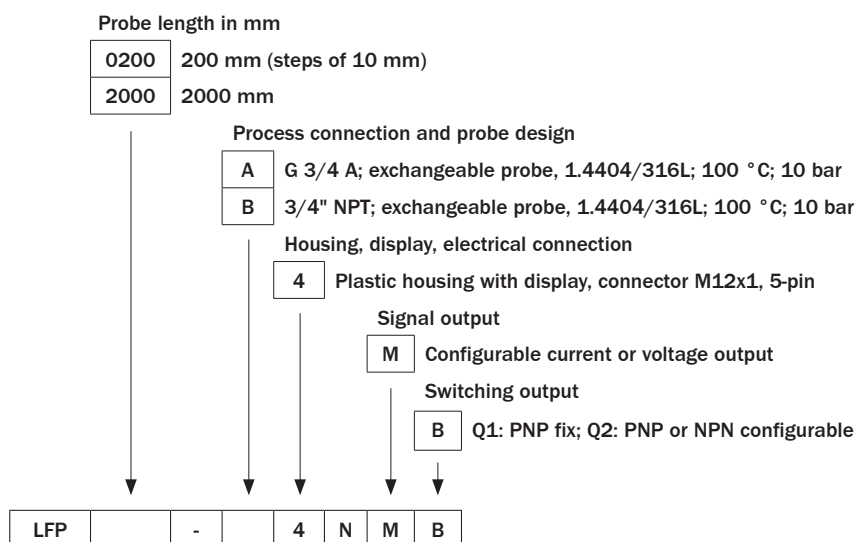 Probe length in mm
0200 200 mm (steps of 10 mm)
2000 2000 mm
Process connection and probe design
A G 3/4 A; exchangeable probe, 1.4404/316L; 100 °C; 10 bar
B 3/4" NPT; exchangeable probe, 1.4404/316L; 100 °C; 10 bar
Housing, display, electrical connection
4 Plastic housing with display, connector M12x1, 5-pin
Signal output
M Configurable current or voltage output
Switching output
B Q1: PNP fix; Q2: PNP or NPN configurable
LFP - 4 N M B